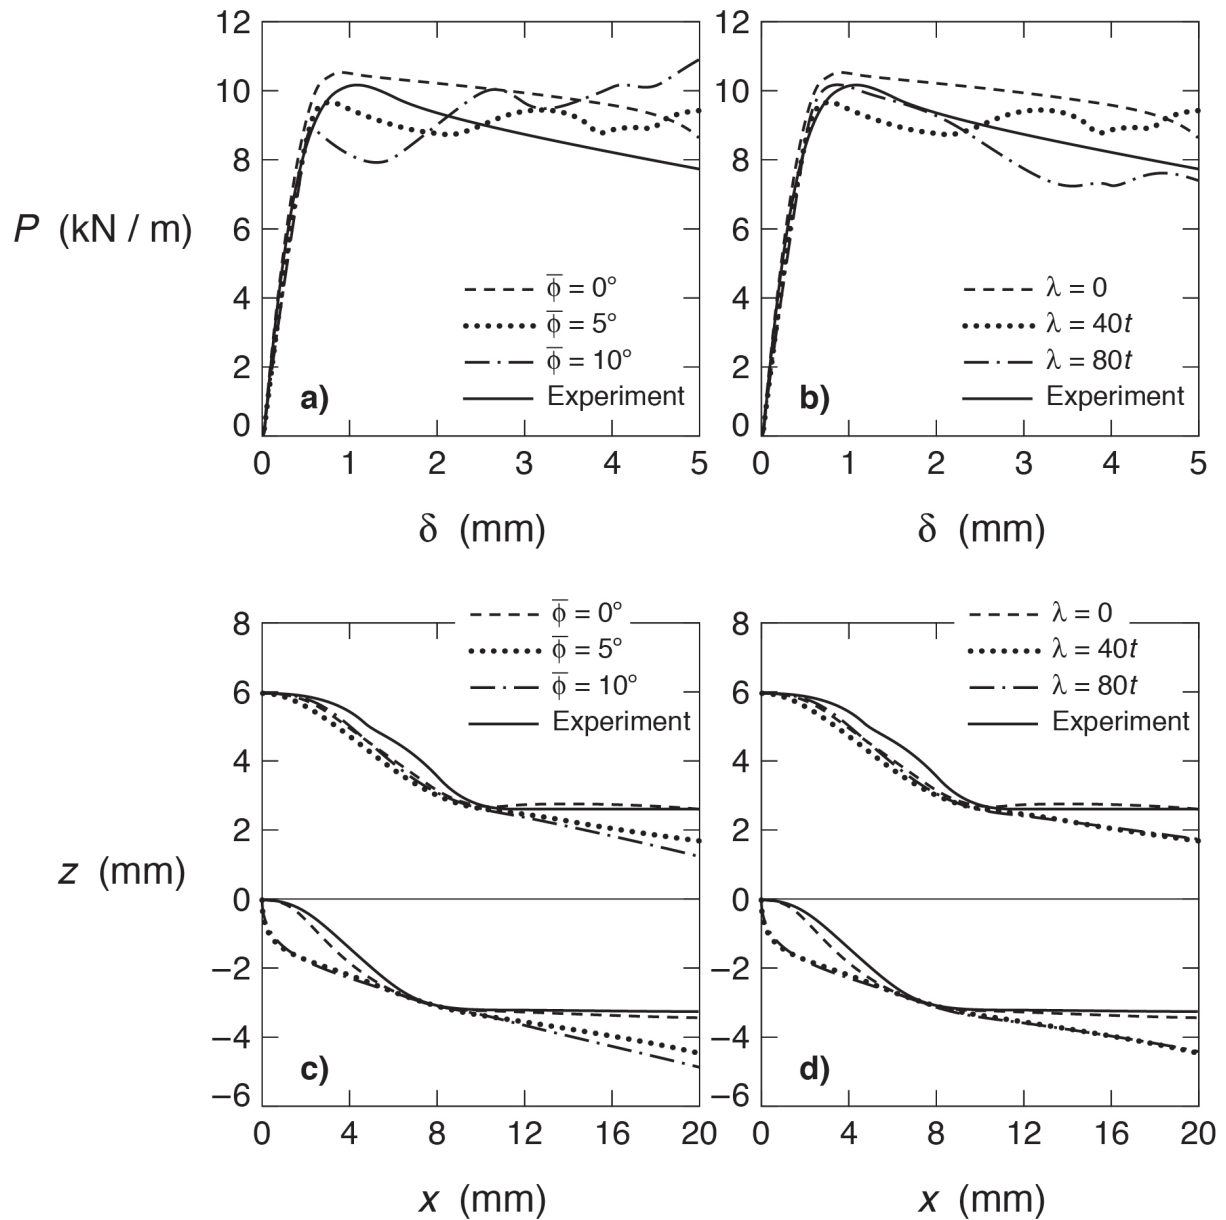 12
10
8
6
4
2
0
P (kN / m)
ϕ̅ = 0°
ϕ̅ = 5°
ϕ̅ = 10°
Experiment
a)
0 1 2 3 4 5
δ (mm)
12
10
8
6
4
2
0
λ = 0
λ = 40t
λ = 80t
Experiment
b)
0 1 2 3 4 5
δ (mm)
8
6
4
2
0
−2
−4
−6
z (mm)
ϕ̅ = 0°
ϕ̅ = 5°
ϕ̅ = 10°
Experiment
c)
0 4 8 12 16 20
x (mm)
8
6
4
2
0
−2
−4
−6
λ = 0
λ = 40t
λ = 80t
Experiment
d)
0 4 8 12 16 20
x (mm)